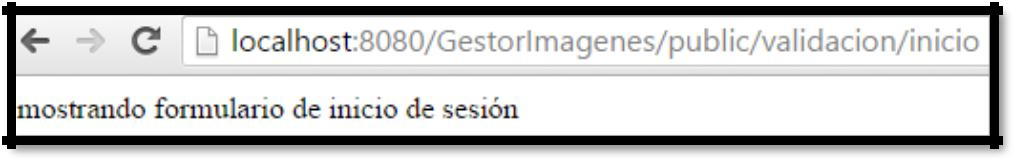 localhost:8080/GestorImagenes/public/validacion/inicio
mostrando formulario de inicio de sesión